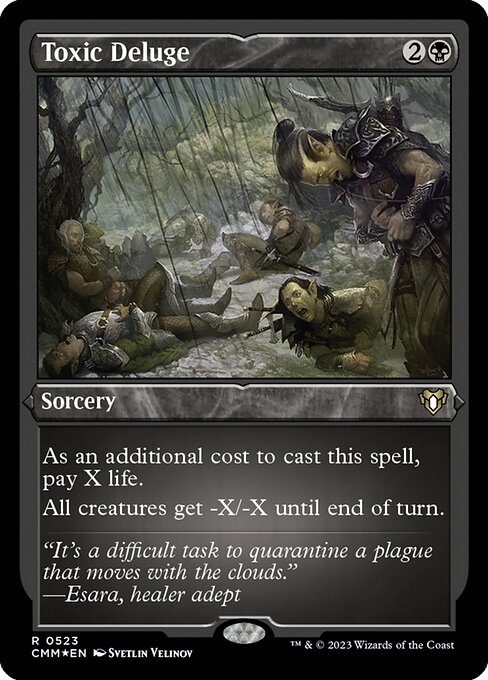 Toxic Deluge 2
Sorcery
As an additional cost to cast this spell,
pay X life.
All creatures get -X/-X until end of turn.
"It's a difficult task to quarantine a plague
that moves with the clouds."
—Esara, healer adept
R 0523
CMM★EN Svetlin Velinov
™ & © 2023 Wizards of the Coast